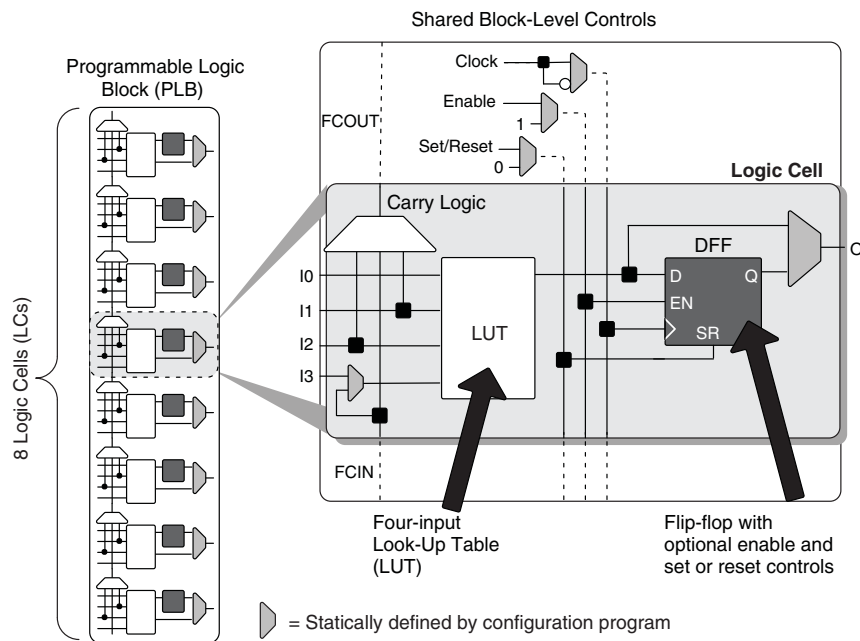 Shared Block-Level Controls
Programmable Logic
Block (PLB)
8 Logic Cells (LCs)
Clock
Enable
1
FCOUT
Set/Reset
0
Logic Cell
Carry Logic
DFF
I0
I1
I2
I3
LUT
D
Q
EN
SR
O
FCIN
Four-input
Look-Up Table
(LUT)
Flip-flop with
optional enable and
set or reset controls
= Statically defined by configuration program